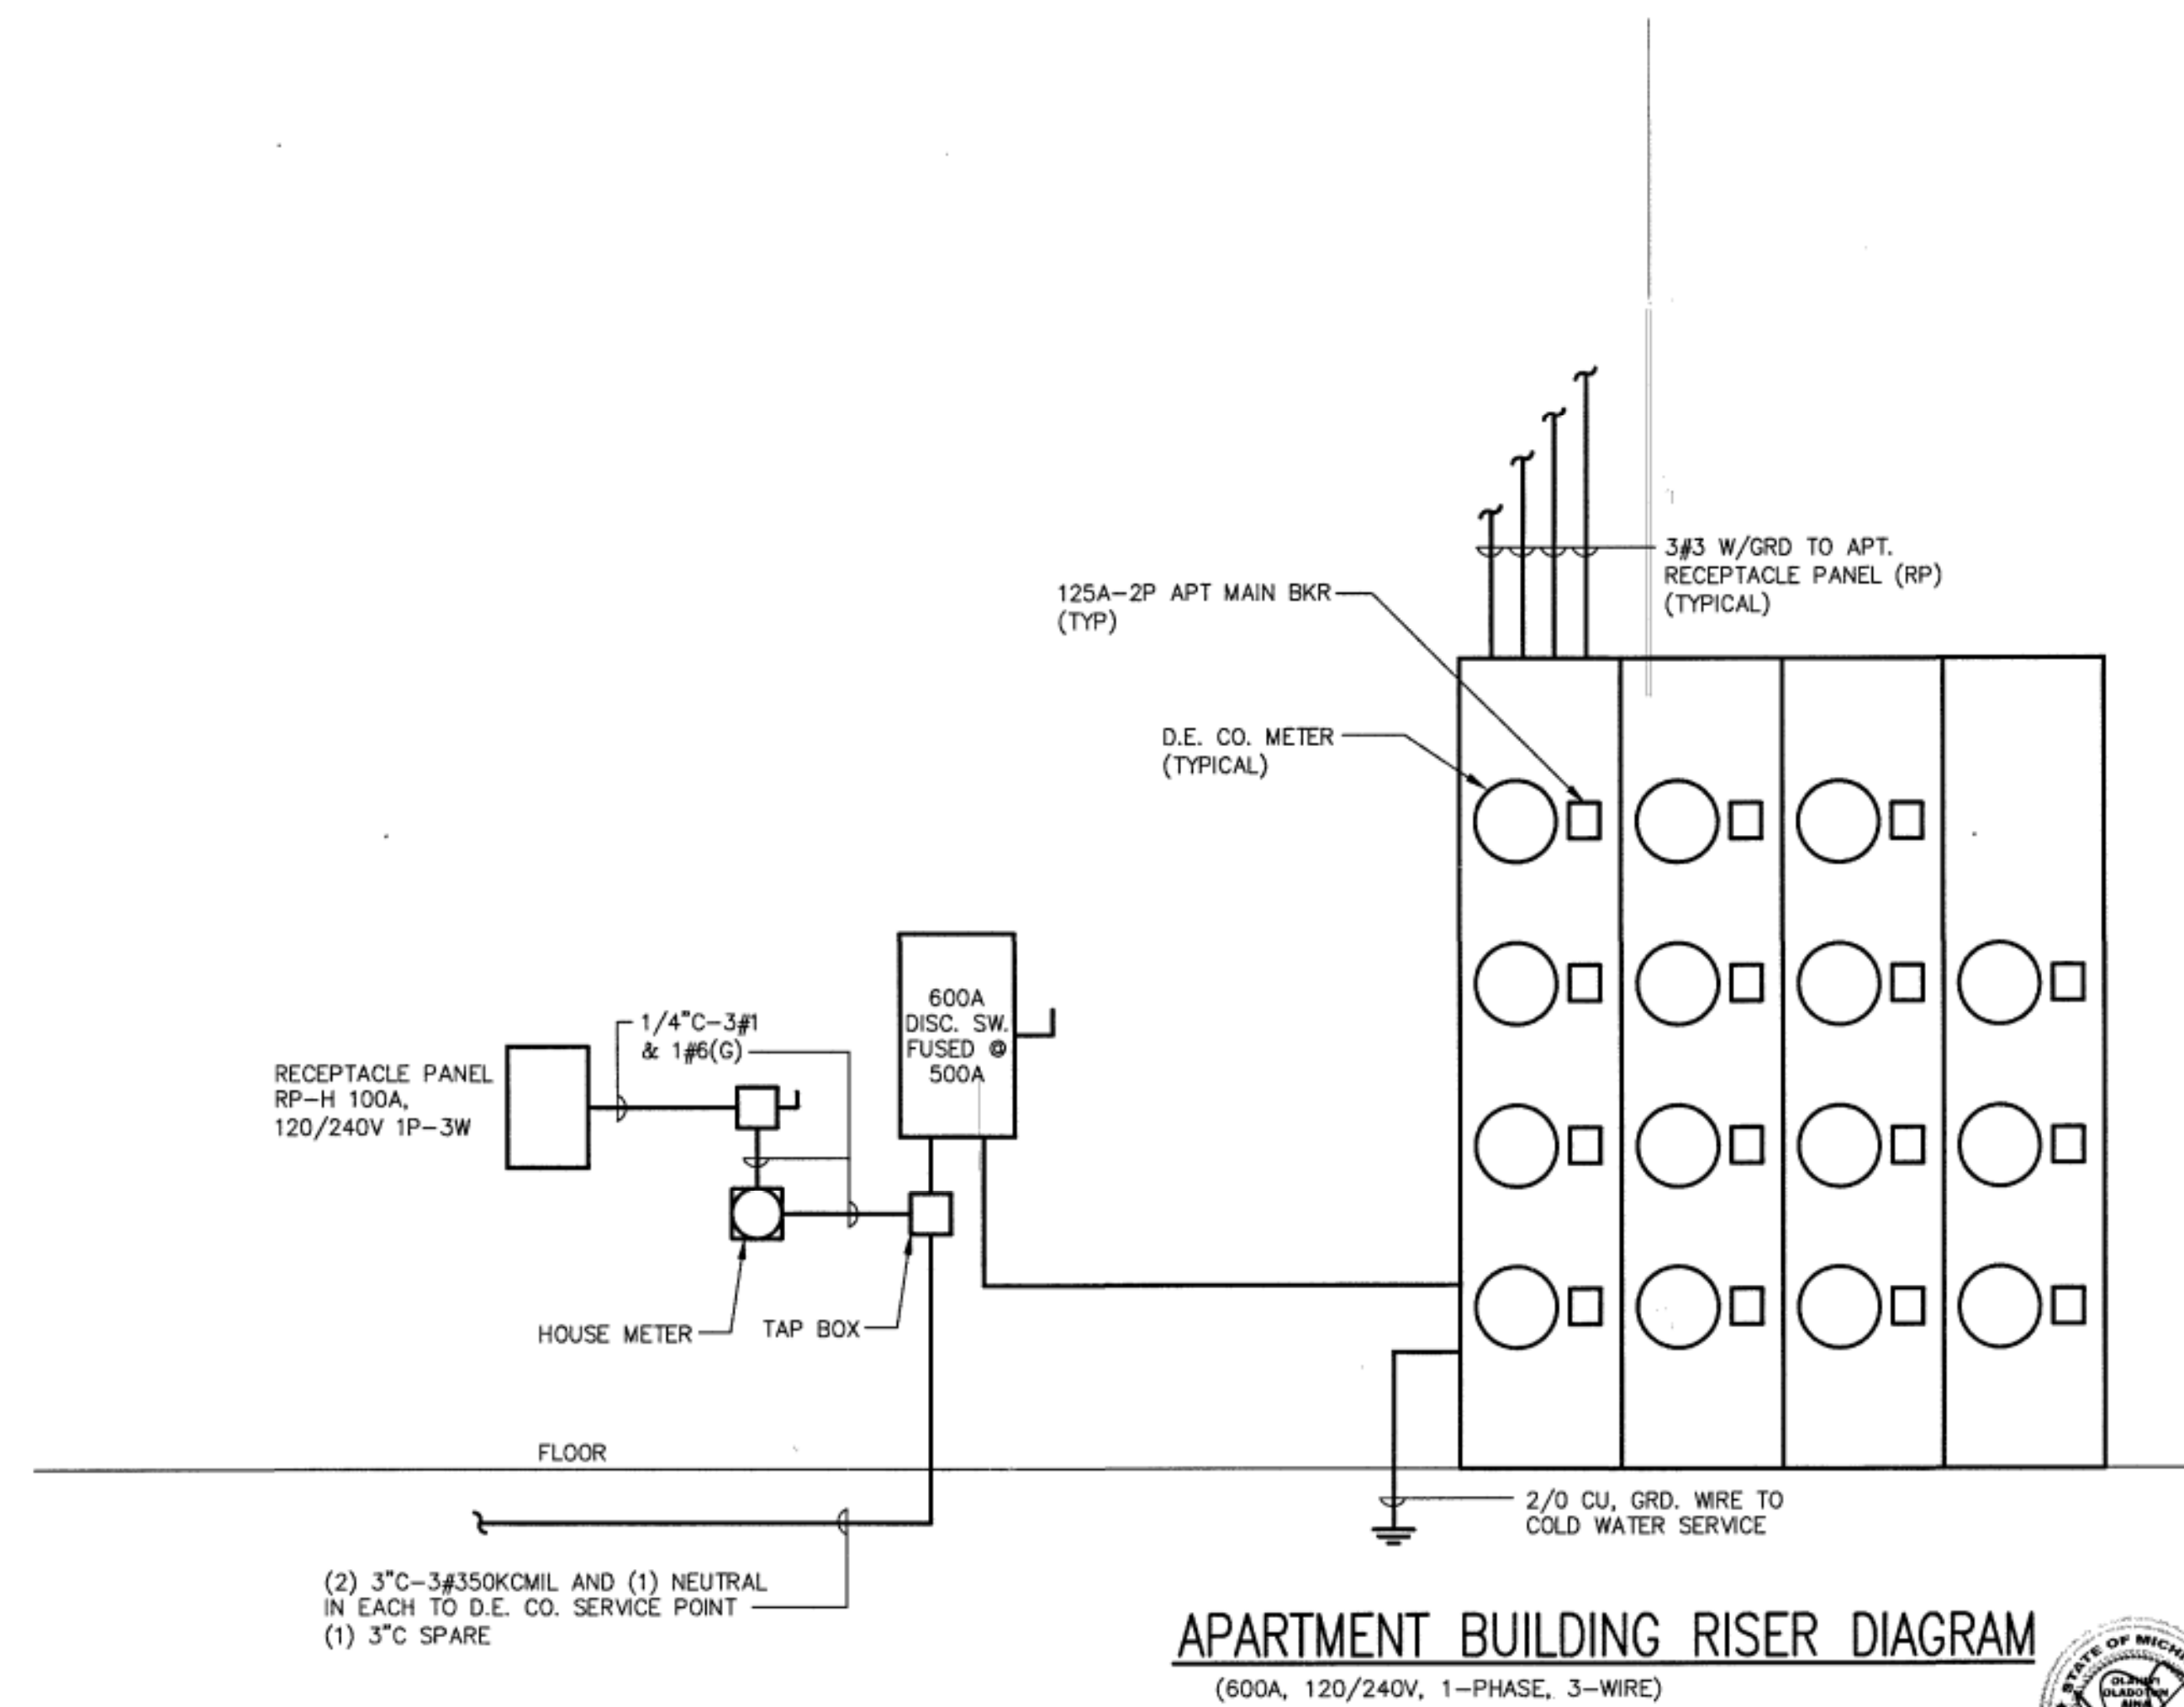 3#3 W/GRD TO APT.
RECEPTACLE PANEL (RP)
(TYPICAL)
125A-2P APT MAIN BKR
(TYP)
D.E. CO. METER
(TYPICAL)
600A
DISC. SW.
FUSED @
500A
1/4"C-3#1
& 1#6(G)
RECEPTACLE PANEL
RP-H 100A,
120/240V 1P-3W
HOUSE METER
TAP BOX
FLOOR
2/0 CU, GRD. WIRE TO
COLD WATER SERVICE
(2) 3"C-3#350KCMIL AND (1) NEUTRAL
IN EACH TO D.E. CO. SERVICE POINT
(1) 3"C SPARE
APARTMENT BUILDING RISER DIAGRAM
(600A, 120/240V, 1-PHASE, 3-WIRE)
STATE OF MICH